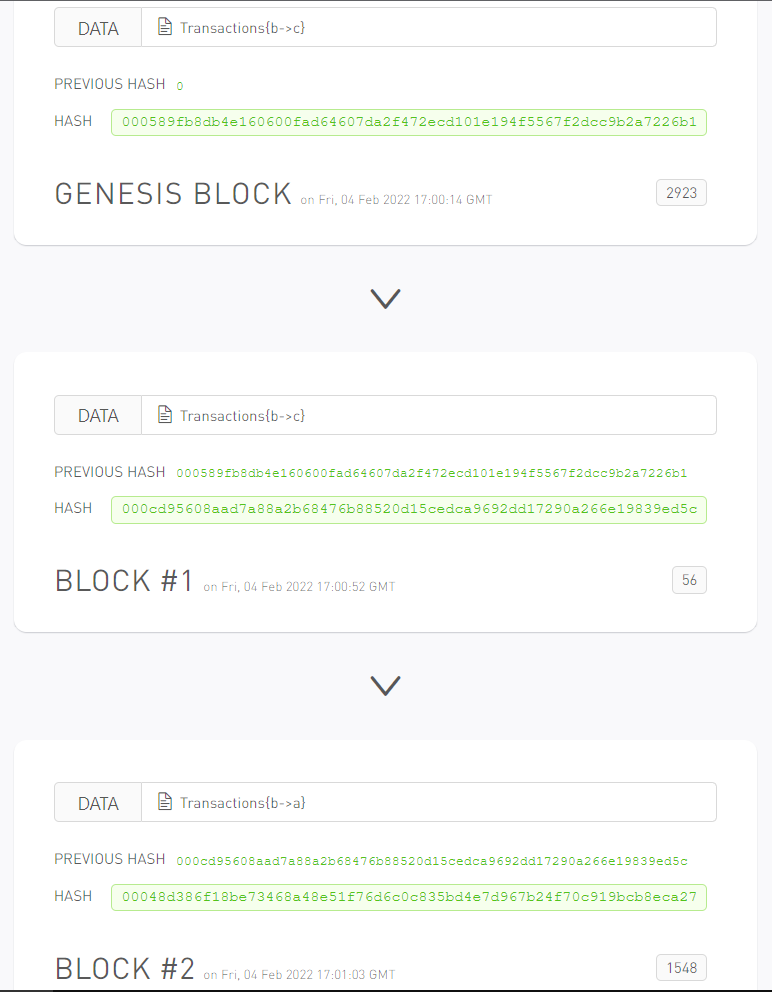 DATA Transactions{b->c}
PREVIOUS HASH 0
HASH 000589fb8db4e160600fad64607da2f472ecd101e194f5567f2dcc9b2a7226b1
GENESIS BLOCK on Fri, 04 Feb 2022 17:00:14 GMT 2923
DATA Transactions{b->c}
PREVIOUS HASH 000589fb8db4e160600fad64607da2f472ecd101e194f5567f2dcc9b2a7226b1
HASH 000cd95608aad7a88a2b68476b88520d15cedca9692dd17290a266e19839ed5c
BLOCK #1 on Fri, 04 Feb 2022 17:00:52 GMT 56
DATA Transactions{b->a}
PREVIOUS HASH 000cd95608aad7a88a2b68476b88520d15cedca9692dd17290a266e19839ed5c
HASH 00048d386f18be73468a48e51f76d6c0c835bd4e7d967b24f70c919bcb8eca27
BLOCK #2 on Fri, 04 Feb 2022 17:01:03 GMT 1548